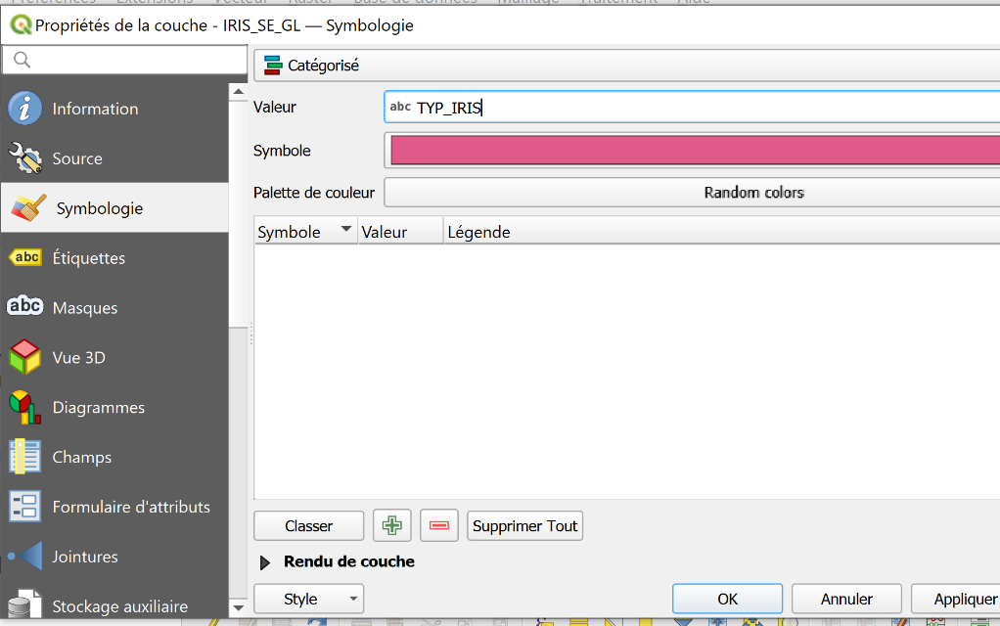 Préférences Extensions Vecteur Raster Base de données Maillage Traitement Aide
Propriétés de la couche - IRIS_SE_GL — Symbologie
Catégorisé
Information
Valeur
abc TYP_IRIS
Source
Symbole
Palette de couleur
Random colors
Symbologie
Symbole Valeur Légende
abc Étiquettes
abc Masques
Vue 3D
Diagrammes
Champs
Formulaire d'attributs
Classer
Supprimer Tout
Jointures
Rendu de couche
Stockage auxiliaire
Style
OK
Annuler
Appliquer